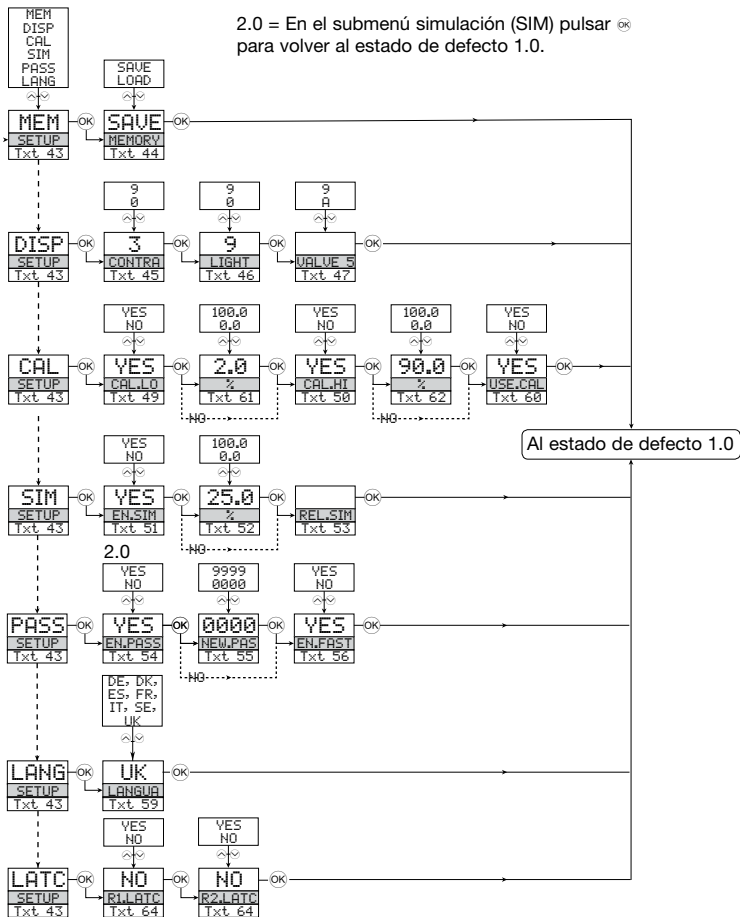 2.0 = En el submenú simulación (SIM) pulsar OK
para volver al estado de defecto 1.0.
MEM
DISP
CAL
SIM
PASS
LANG
SAVE
LOAD
MEM OK SAVE OK
SETUP MEMORY
Txt 43 Txt 44
9 9 9
0 0 A
DISP OK 3 OK 9 OK OK
SETUP CONTRA LIGHT VALVE 5
Txt 43 Txt 45 Txt 46 Txt 47
YES 100.0 YES 100.0 YES
NO 0.0 NO 0.0 NO
CAL OK YES OK 2.0 OK YES OK 90.0 OK YES OK
SETUP CAL.LO % CAL.HI % USE.CAL
Txt 43 Txt 49 Txt 61 Txt 50 Txt 62 Txt 60
NO NO
Al estado de defecto 1.0
YES 100.0
NO 0.0
SIM OK YES OK 25.0 OK OK
SETUP EN.SIM % REL.SIM
Txt 43 Txt 51 Txt 52 Txt 53
NO
2.0
YES 9999 YES
NO 0000 NO
PASS OK YES OK 0000 OK YES OK
SETUP EN.PASS NEW.PAS EN.FAST
Txt 43 Txt 54 Txt 55 Txt 56
NO
DE, DK,
ES, FR,
IT, SE,
UK
LANG OK UK OK
SETUP LANGUA
Txt 43 Txt 59
YES YES
NO NO
LATC OK NO OK NO OK
SETUP R1.LATC R2.LATC
Txt 43 Txt 64 Txt 64